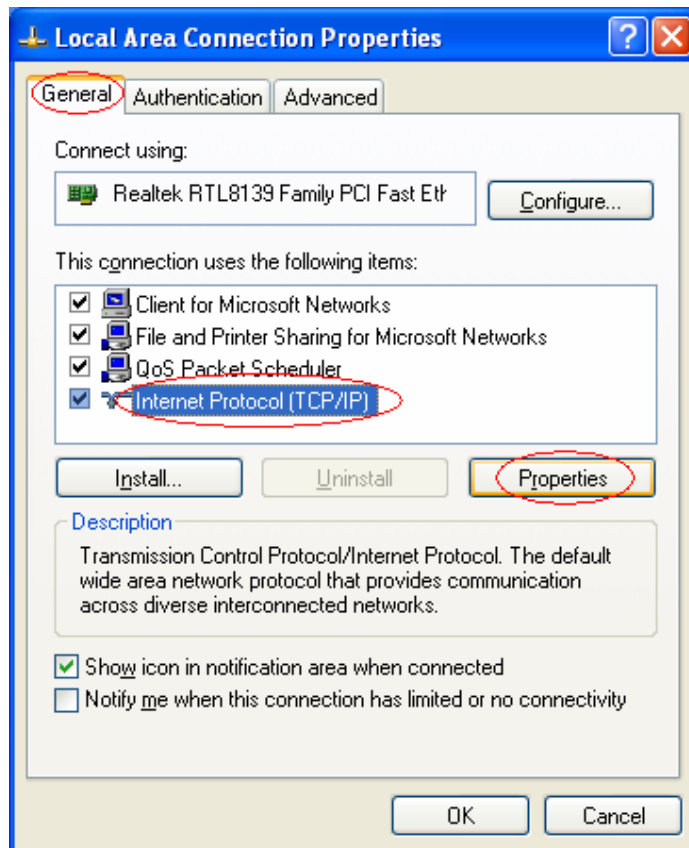 Local Area Connection Properties
General Authentication Advanced
Connect using:
Realtek RTL8139 Family PCI Fast Eth
Configure...
This connection uses the following items:
Client for Microsoft Networks
File and Printer Sharing for Microsoft Networks
QoS Packet Scheduler
Internet Protocol (TCP/IP)
Install... Uninstall Properties
Description
Transmission Control Protocol/Internet Protocol. The default
wide area network protocol that provides communication
across diverse interconnected networks.
Show icon in notification area when connected
Notify me when this connection has limited or no connectivity
OK Cancel